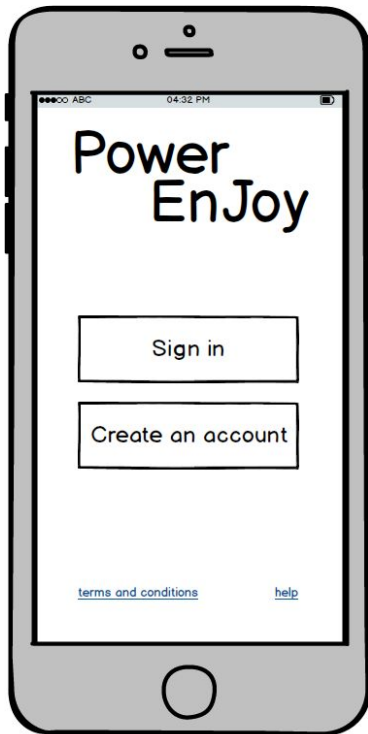 ABC 04:32 PM
Power
EnJoy
Sign in
Create an account
terms and conditions help